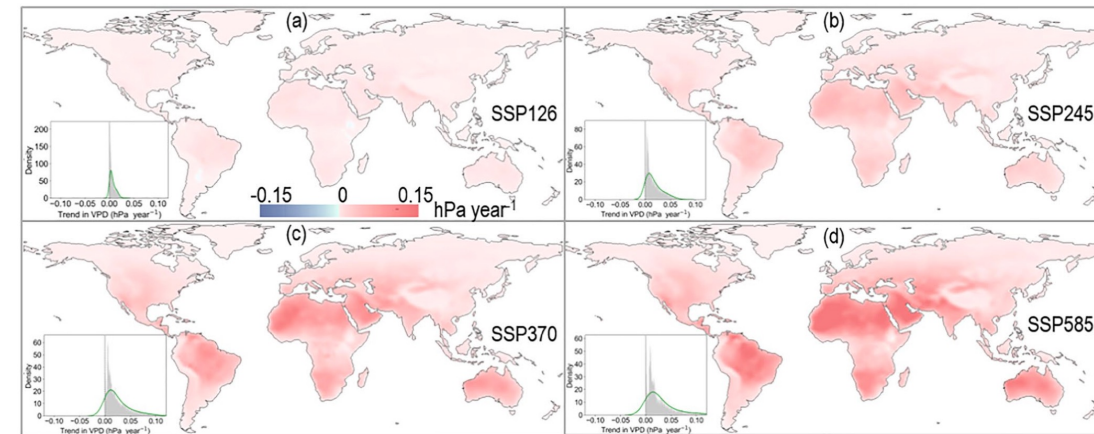 (a)
SSP126
200
150
100
50
0
Density
−0.10 −0.05 0.00 0.05 0.10
Trend in VPD (hPa year⁻¹)
-0.15 0 0.15
hPa year⁻¹
(b)
SSP245
80
60
40
20
0
Density
−0.10 −0.05 0.00 0.05 0.10
Trend in VPD (hPa year⁻¹)
(c)
SSP370
60
50
40
30
20
10
0
Density
−0.10 −0.05 0.00 0.05 0.10
Trend in VPD (hPa year⁻¹)
(d)
SSP585
60
50
40
30
20
10
0
Density
−0.10 −0.05 0.00 0.05 0.10
Trend in VPD (hPa year⁻¹)